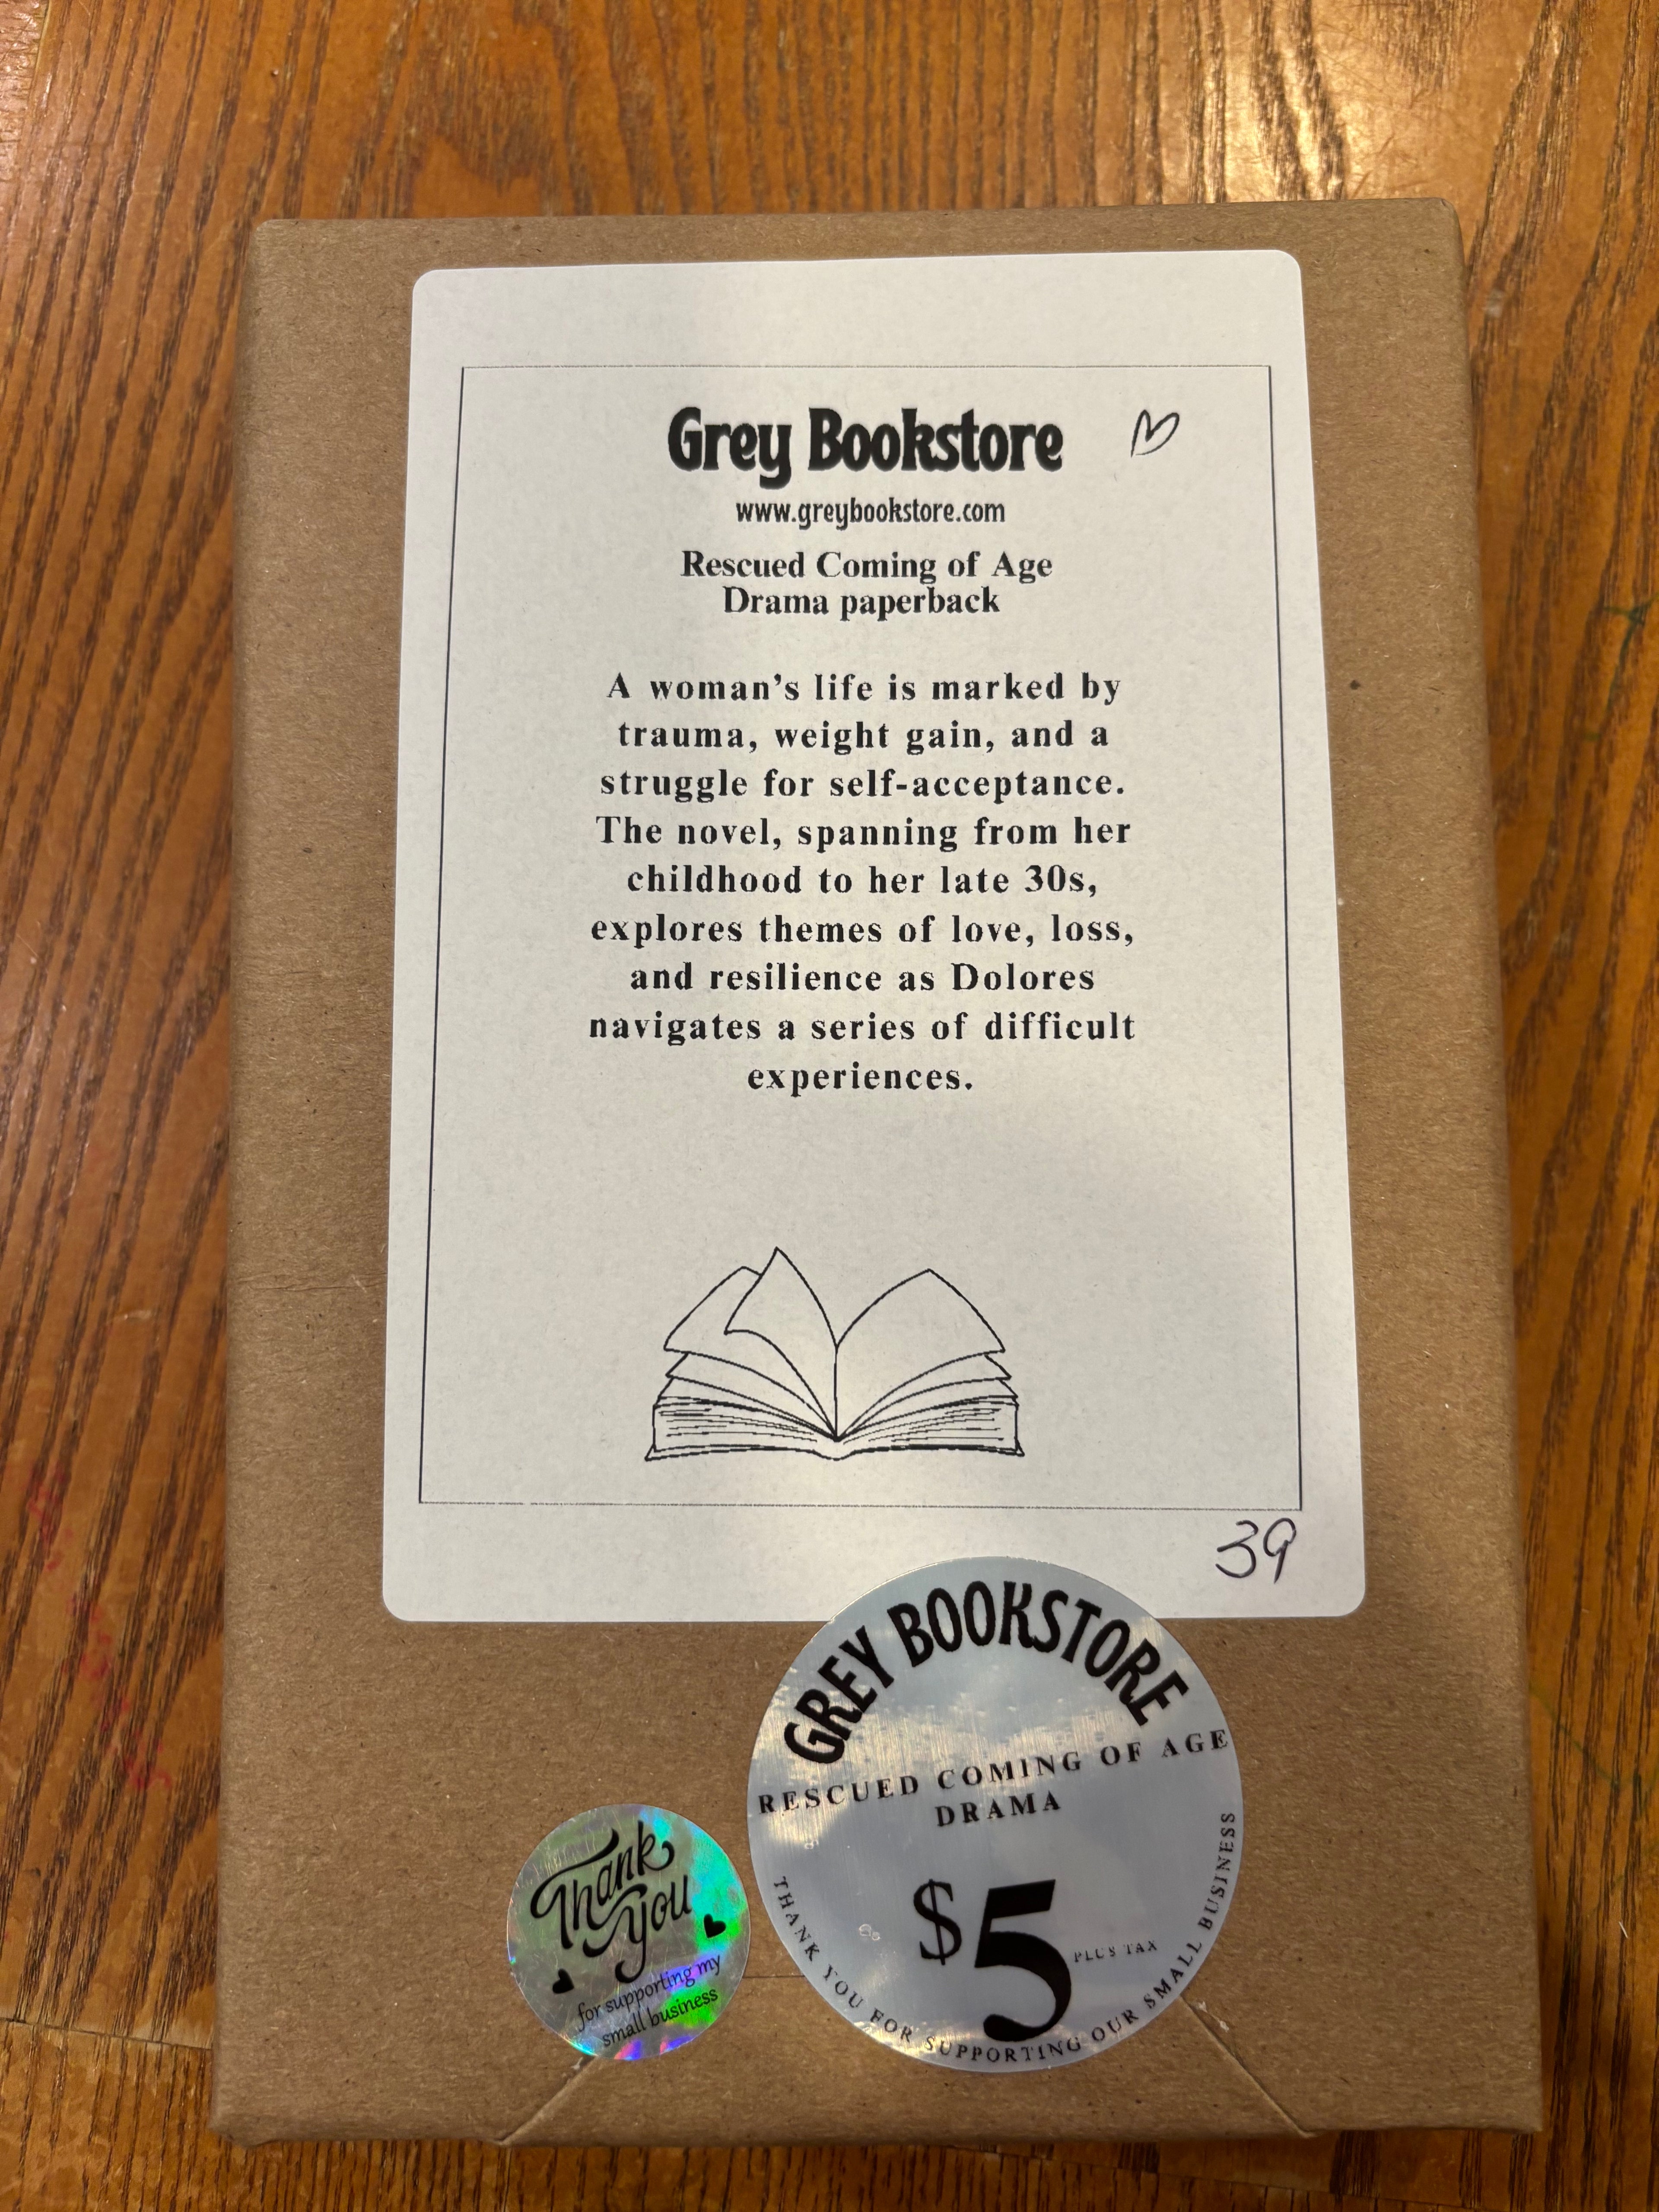 Grey Bookstore
www.greybookstore.com
Rescued Coming of Age
Drama paperback
A woman's life is marked by
trauma, weight gain, and a
struggle for self-acceptance.
The novel, spanning from her
childhood to her late 30s,
explores themes of love, loss,
and resilience as Dolores
navigates a series of difficult
experiences.
39
GREY BOOKSTORE
RESCUED COMING OF AGE
DRAMA
$5
PLUS TAX
THANK YOU FOR SUPPORTING OUR SMALL BUSINESS
Thank
you
for supporting my
small business